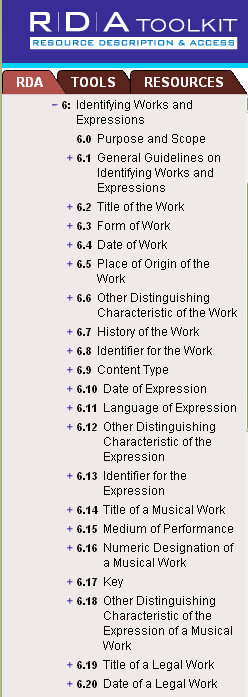 R|D|A TOOLKIT
RESOURCE DESCRIPTION & ACCESS
RDA TOOLS RESOURCES
− 6: Identifying Works and
Expressions
6.0 Purpose and Scope
+ 6.1 General Guidelines on
Identifying Works and
Expressions
+ 6.2 Title of the Work
+ 6.3 Form of Work
+ 6.4 Date of Work
+ 6.5 Place of Origin of the
Work
+ 6.6 Other Distinguishing
Characteristic of the Work
+ 6.7 History of the Work
+ 6.8 Identifier for the Work
+ 6.9 Content Type
+ 6.10 Date of Expression
+ 6.11 Language of Expression
+ 6.12 Other Distinguishing
Characteristic of the
Expression
+ 6.13 Identifier for the
Expression
+ 6.14 Title of a Musical Work
+ 6.15 Medium of Performance
+ 6.16 Numeric Designation of
a Musical Work
+ 6.17 Key
+ 6.18 Other Distinguishing
Characteristic of the
Expression of a Musical
Work
+ 6.19 Title of a Legal Work
+ 6.20 Date of a Legal Work